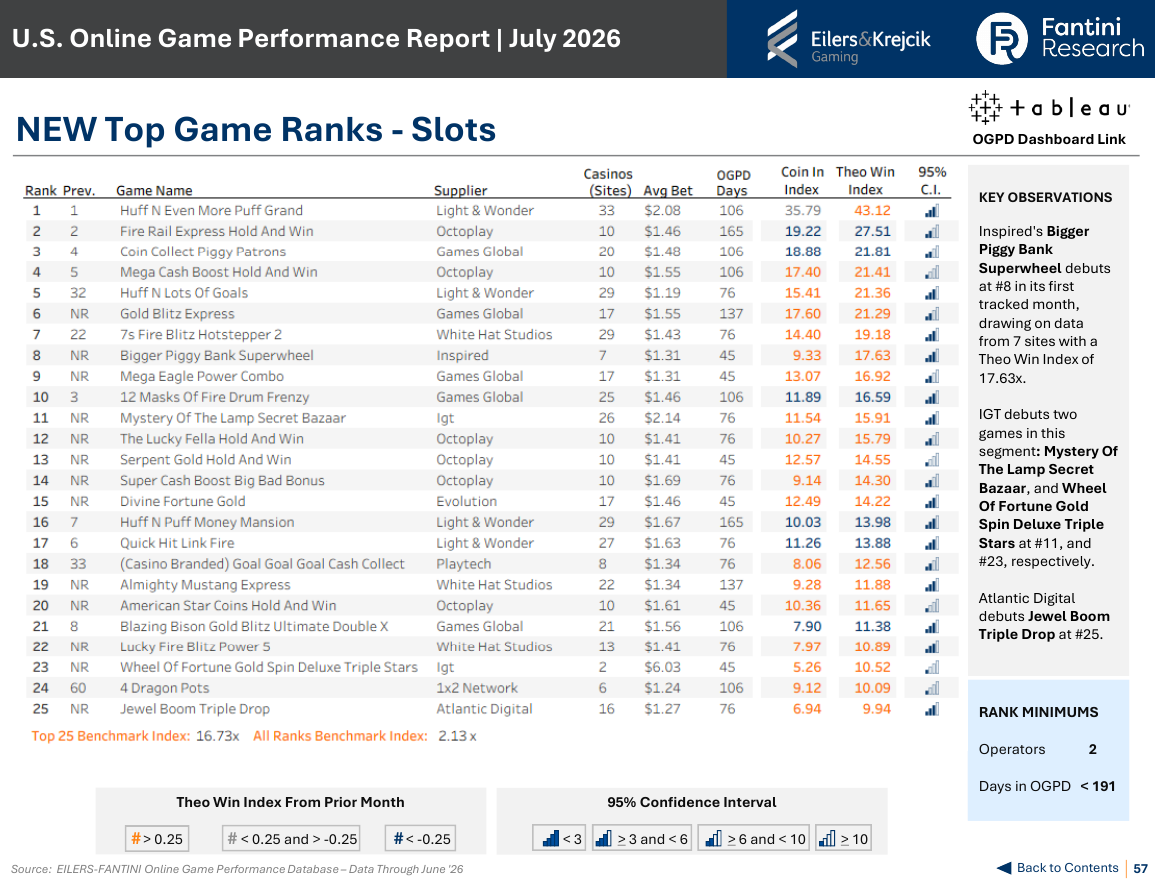 U.S. Online Game Performance Report | July 2026
Eilers&Krejcik
Gaming
Fantini
Research
NEW Top Game Ranks - Slots
+ a b l e a u
OGPD Dashboard Link
Rank Prev. Game Name Supplier Casinos (Sites) Avg Bet OGPD Days Coin In Index Theo Win Index 95% C.I.
1 1 Huff N Even More Puff Grand Light & Wonder 33 $2.08 106 35.79 43.12
2 2 Fire Rail Express Hold And Win Octoplay 10 $1.46 165 19.22 27.51
3 4 Coin Collect Piggy Patrons Games Global 20 $1.48 106 18.88 21.81
4 5 Mega Cash Boost Hold And Win Octoplay 10 $1.55 106 17.40 21.41
5 32 Huff N Lots Of Goals Light & Wonder 29 $1.19 76 15.41 21.36
6 NR Gold Blitz Express Games Global 17 $1.55 137 17.60 21.29
7 22 7s Fire Blitz Hotstepper 2 White Hat Studios 29 $1.43 76 14.40 19.18
8 NR Bigger Piggy Bank Superwheel Inspired 7 $1.31 45 9.33 17.63
9 NR Mega Eagle Power Combo Games Global 17 $1.31 45 13.07 16.92
10 3 12 Masks Of Fire Drum Frenzy Games Global 25 $1.46 106 11.89 16.59
11 NR Mystery Of The Lamp Secret Bazaar Igt 26 $2.14 76 11.54 15.91
12 NR The Lucky Fella Hold And Win Octoplay 10 $1.41 76 10.27 15.79
13 NR Serpent Gold Hold And Win Octoplay 10 $1.41 45 12.57 14.55
14 NR Super Cash Boost Big Bad Bonus Octoplay 10 $1.69 76 9.14 14.30
15 NR Divine Fortune Gold Evolution 17 $1.46 45 12.49 14.22
16 7 Huff N Puff Money Mansion Light & Wonder 29 $1.67 165 10.03 13.98
17 6 Quick Hit Link Fire Light & Wonder 27 $1.63 76 11.26 13.88
18 33 (Casino Branded) Goal Goal Goal Cash Collect Playtech 8 $1.34 76 8.06 12.56
19 NR Almighty Mustang Express White Hat Studios 22 $1.34 137 9.28 11.88
20 NR American Star Coins Hold And Win Octoplay 10 $1.61 45 10.36 11.65
21 8 Blazing Bison Gold Blitz Ultimate Double X Games Global 21 $1.56 106 7.90 11.38
22 NR Lucky Fire Blitz Power 5 White Hat Studios 13 $1.41 76 7.97 10.89
23 NR Wheel Of Fortune Gold Spin Deluxe Triple Stars Igt 2 $6.03 45 5.26 10.52
24 60 4 Dragon Pots 1x2 Network 6 $1.24 106 9.12 10.09
25 NR Jewel Boom Triple Drop Atlantic Digital 16 $1.27 76 6.94 9.94
Top 25 Benchmark Index: 16.73x All Ranks Benchmark Index: 2.13 x
KEY OBSERVATIONS
Inspired's Bigger
Piggy Bank
Superwheel debuts
at #8 in its first
tracked month,
drawing on data
from 7 sites with a
Theo Win Index of
17.63x.
IGT debuts two
games in this
segment: Mystery Of
The Lamp Secret
Bazaar, and Wheel
Of Fortune Gold
Spin Deluxe Triple
Stars at #11, and
#23, respectively.
Atlantic Digital
debuts Jewel Boom
Triple Drop at #25.
RANK MINIMUMS
Operators 2
Days in OGPD < 191
Theo Win Index From Prior Month
# > 0.25 # < 0.25 and > -0.25 # < -0.25
95% Confidence Interval
< 3 ≥ 3 and < 6 ≥ 6 and < 10 ≥ 10
Source: EILERS-FANTINI Online Game Performance Database – Data Through June '26
Back to Contents 57